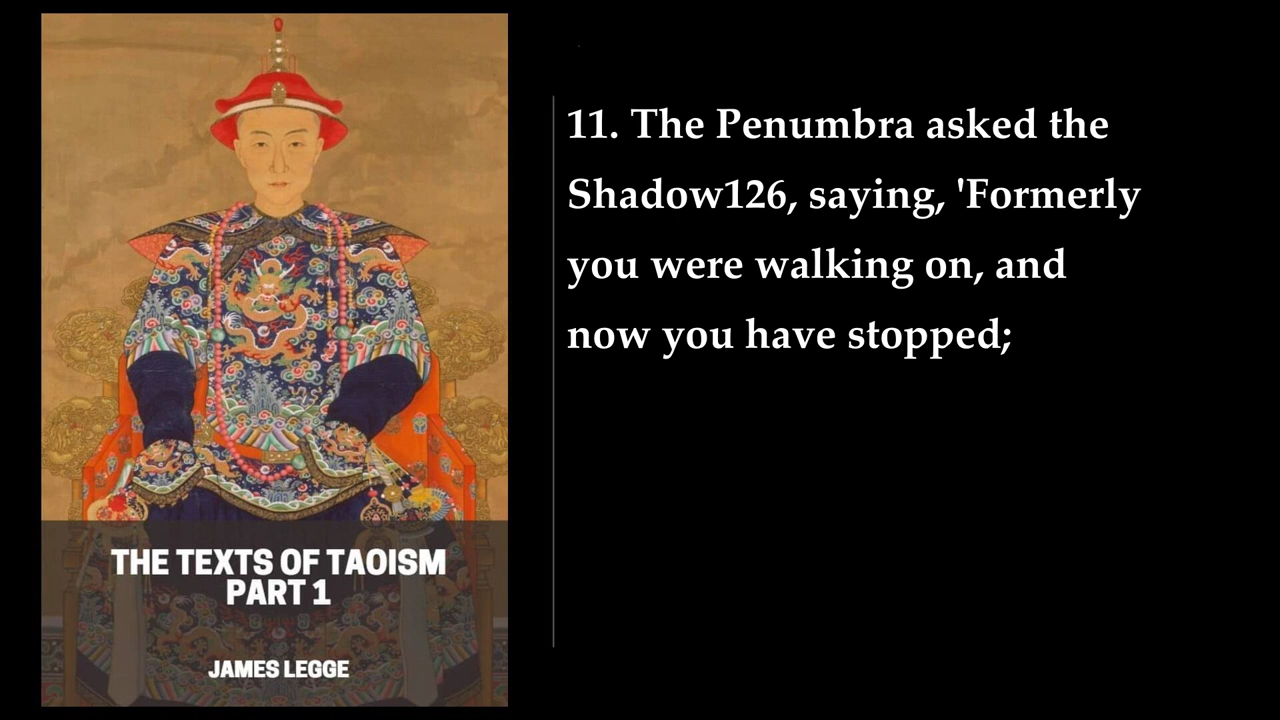 THE TEXTS OF TAOISM
PART 1
JAMES LEGGE
11. The Penumbra asked the
Shadow126, saying, 'Formerly
you were walking on, and
now you have stopped;